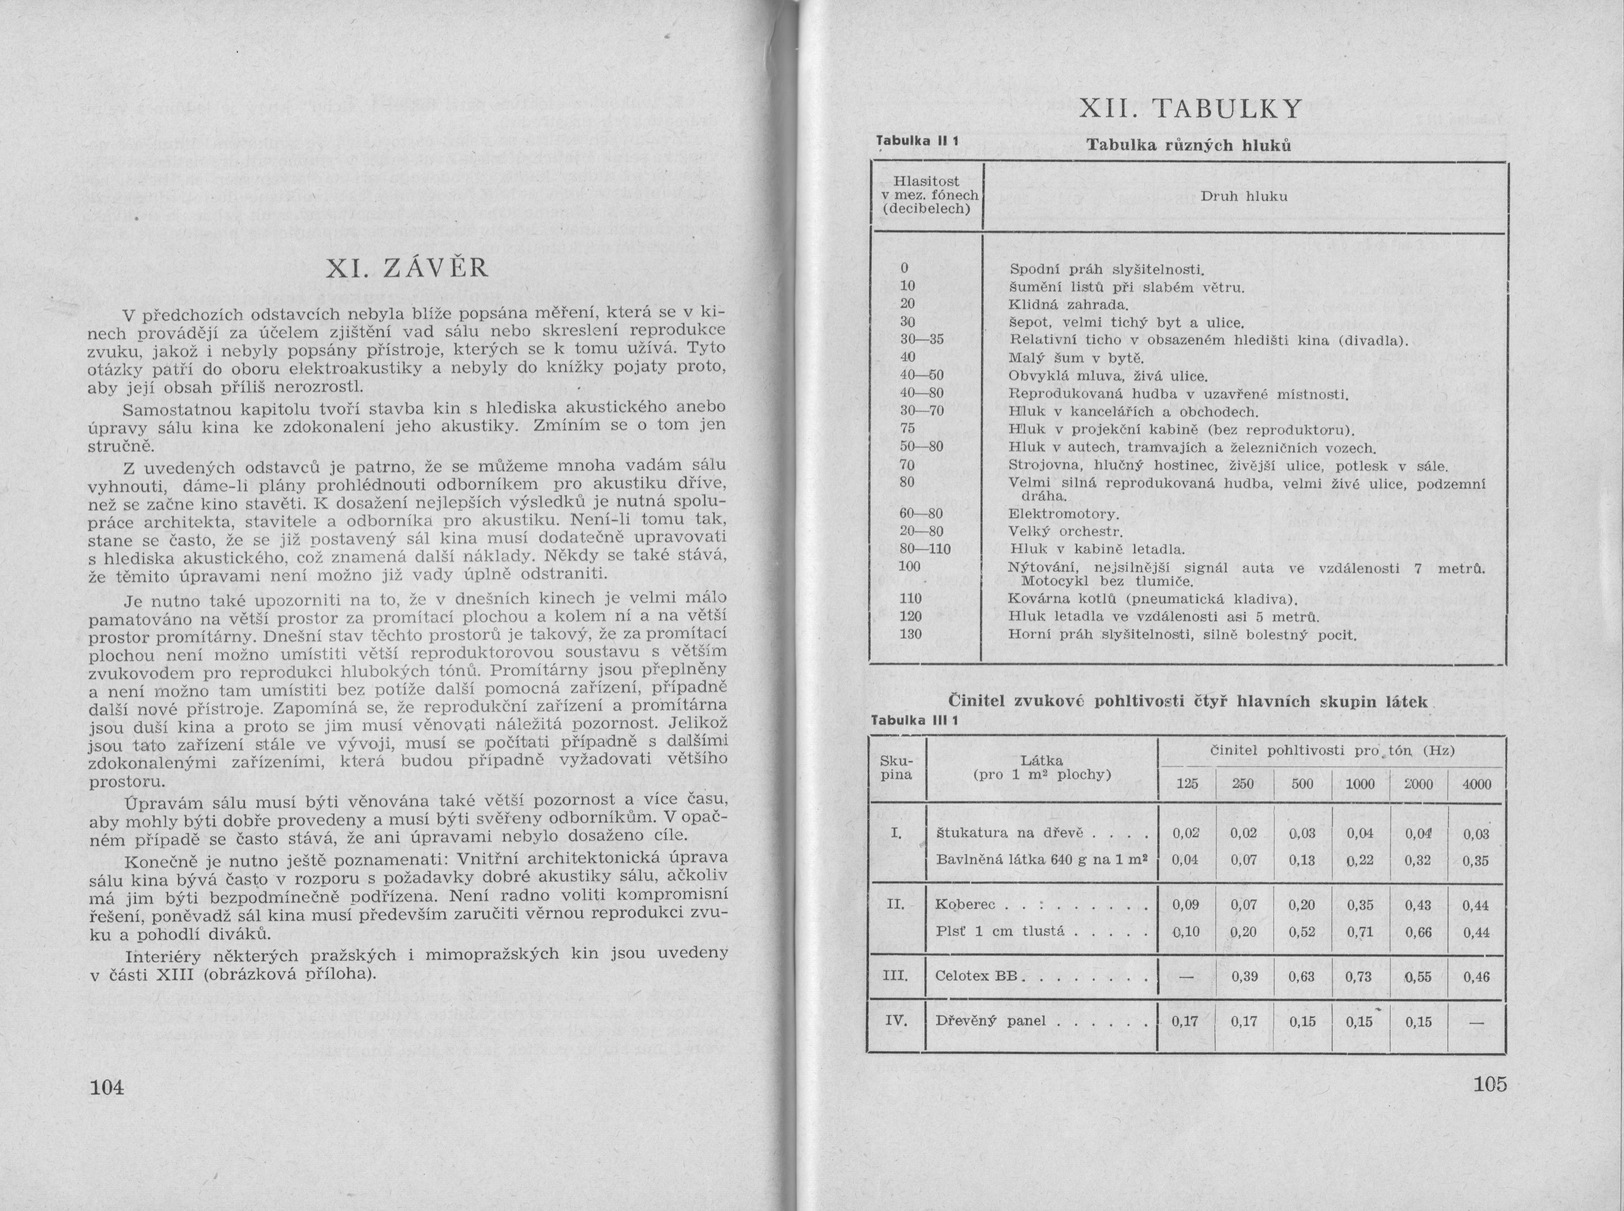 XI. ZÁVĚR
V předchozích odstavcích nebyla blíže popsána měření, která se v ki-
nech provádějí za účelem zjištění vad sálu nebo skreslení reprodukce
zvuku, jakož i nebyly popsány přístroje, kterých se k tomu užívá. Tyto
otázky patří do oboru elektroakustiky a nebyly do knížky pojaty proto,
aby její obsah příliš nerozrostl.
Samostatnou kapitolu tvoří stavba kin s hlediska akustického anebo
úpravy sálu kina ke zdokonalení jeho akustiky. Zmíním se o tom jen
stručně.
Z uvedených odstavců je patrno, že se můžeme mnoha vadám sálu
vyhnouti, dáme-li plány prohlédnouti odborníkem pro akustiku dříve,
než se začne kino stavěti. K dosažení nejlepších výsledků je nutná spolu-
práce architekta, stavitele a odborníka pro akustiku. Není-li tomu tak,
stane se často, že se již postavený sál kina musí dodatečně upravovati
s hlediska akustického, což znamená další náklady. Někdy se také stává,
že těmito úpravami není možno již vady úplně odstraniti.
Je nutno také upozorniti na to, že v dnešních kinech je velmi málo
pamatováno na větší prostor za promítací plochou a kolem ní a na větší
prostor promítárny. Dnešní stav těchto prostorů je takový, že za promítací
plochou není možno umístiti větší reproduktorovou soustavu s větším
zvukovodem pro reprodukci hlubokých tónů. Promítárny jsou přeplněny
a není možno tam umístiti bez potíže další pomocná zařízení, případně
další nové přístroje. Zapomíná se, že reprodukční zařízení a promítárna
jsou duší kina a proto se jim musí věnovati náležitá pozornost. Jelikož
jsou tato zařízení stále ve vývoji, musí se počítati případně s dalšími
zdokonalenými zařízeními, která budou případně vyžadovati většího
prostoru.
Úpravám sálu musí býti věnována také větší pozornost a více času,
aby mohly býti dobře provedeny a musí býti svěřeny odborníkům. V opač-
ném případě se často stává, že ani úpravami nebylo dosaženo cíle.
Konečně je nutno ještě poznamenati: Vnitřní architektonická úprava
sálu kina bývá často v rozporu s požadavky dobré akustiky sálu, ačkoliv
má jim býti bezpodmínečně podřízena. Není radno voliti kompromisní
řešení, poněvadž sál kina musí především zaručiti věrnou reprodukci zvu-
ku a pohodlí diváků.
Interiéry některých pražských i mimopražských kin jsou uvedeny
v části XIII (obrázková příloha).
104
XII. TABULKY
Tabulka II 1 Tabulka různých hluků
Hlasitost
v mez. fónech
(decibelech)
Druh hluku
0 Spodní práh slyšitelnosti.
10 Šumění listů při slabém větru.
20 Klidná zahrada.
30 Šepot, velmi tichý byt a ulice.
30—35 Relativní ticho v obsazeném hledišti kina (divadla).
40 Malý šum v bytě.
40—50 Obvyklá mluva, živá ulice.
40—80 Reprodukovaná hudba v uzavřené místnosti.
30—70 Hluk v kancelářích a obchodech.
75 Hluk v projekční kabině (bez reproduktoru).
50—80 Hluk v autech, tramvajích a železničních vozech.
70 Strojovna, hlučný hostinec, živější ulice, potlesk v sále.
80 Velmi silná reprodukovaná hudba, velmi živé ulice, podzemní
dráha.
60—80 Elektromotory.
20—80 Velký orchestr.
80—110 Hluk v kabině letadla.
100 Nýtování, nejsilnější signál auta ve vzdálenosti 7 metrů.
Motocykl bez tlumiče.
110 Kovárna kotlů (pneumatická kladiva).
120 Hluk letadla ve vzdálenosti asi 5 metrů.
130 Horní práh slyšitelnosti, silně bolestný pocit.
Činitel zvukové pohltivosti čtyř hlavních skupin látek
Tabulka III 1
Sku-
pina
Látka
(pro 1 m² plochy)
Činitel pohltivosti pro tón (Hz)
125 250 500 1000 2000 4000
I. Štukatura na dřevě . . . . 0,02 0,02 0,03 0,04 0,04 0,03
Bavlněná látka 640 g na 1 m² 0,04 0,07 0,13 0,22 0,32 0,35
II. Koberec . . : . . . . . . 0,09 0,07 0,20 0,35 0,43 0,44
Plsť 1 cm tlustá . . . . . 0,10 0,20 0,52 0,71 0,66 0,44
III. Celotex BB. . . . . . . . — 0,39 0,63 0,73 0,55 0,46
IV. Dřevěný panel . . . . . . 0,17 0,17 0,15 0,15 0,15 —
105